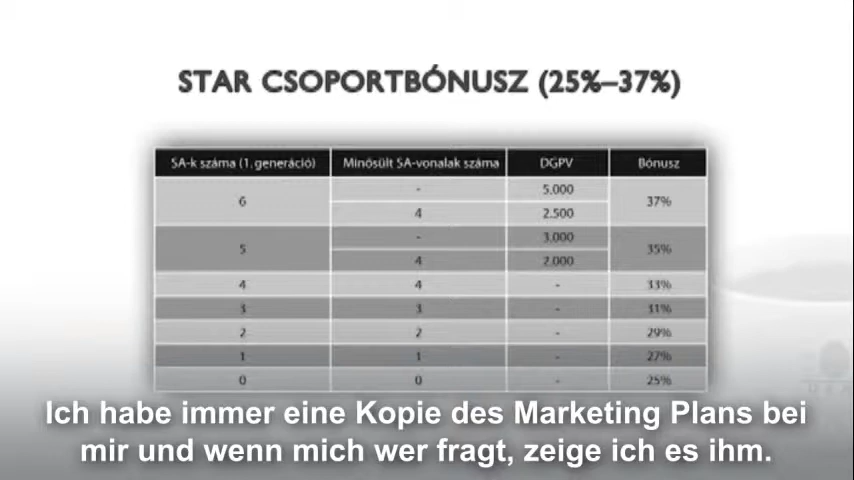 STAR CSOPORTBÓNUSZ (25%–37%)
SA-k száma (1. generáció) Minősült SA-vonalak száma DGPV Bónusz
6 - 5.000 37%
4 2.500
5 - 3.000 35%
4 2.000
4 4 - 33%
3 3 - 31%
2 2 - 29%
1 1 - 27%
0 0 - 25%
Ich habe immer eine Kopie des Marketing Plans bei
mir und wenn mich wer fragt, zeige ich es ihm.